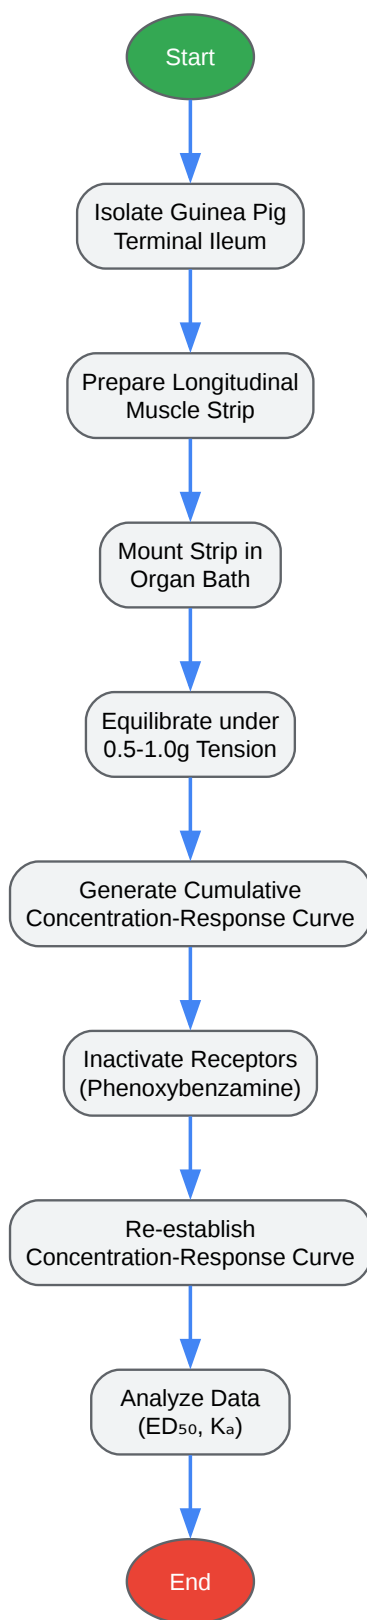 Start
Isolate Guinea Pig
Terminal Ileum
Prepare Longitudinal
Muscle Strip
Mount Strip in
Organ Bath
Equilibrate under
0.5-1.0g Tension
Generate Cumulative
Concentration-Response Curve
Inactivate Receptors
(Phenoxybenzamine)
Re-establish
Concentration-Response Curve
Analyze Data
(ED₅₀, Kₐ)
End